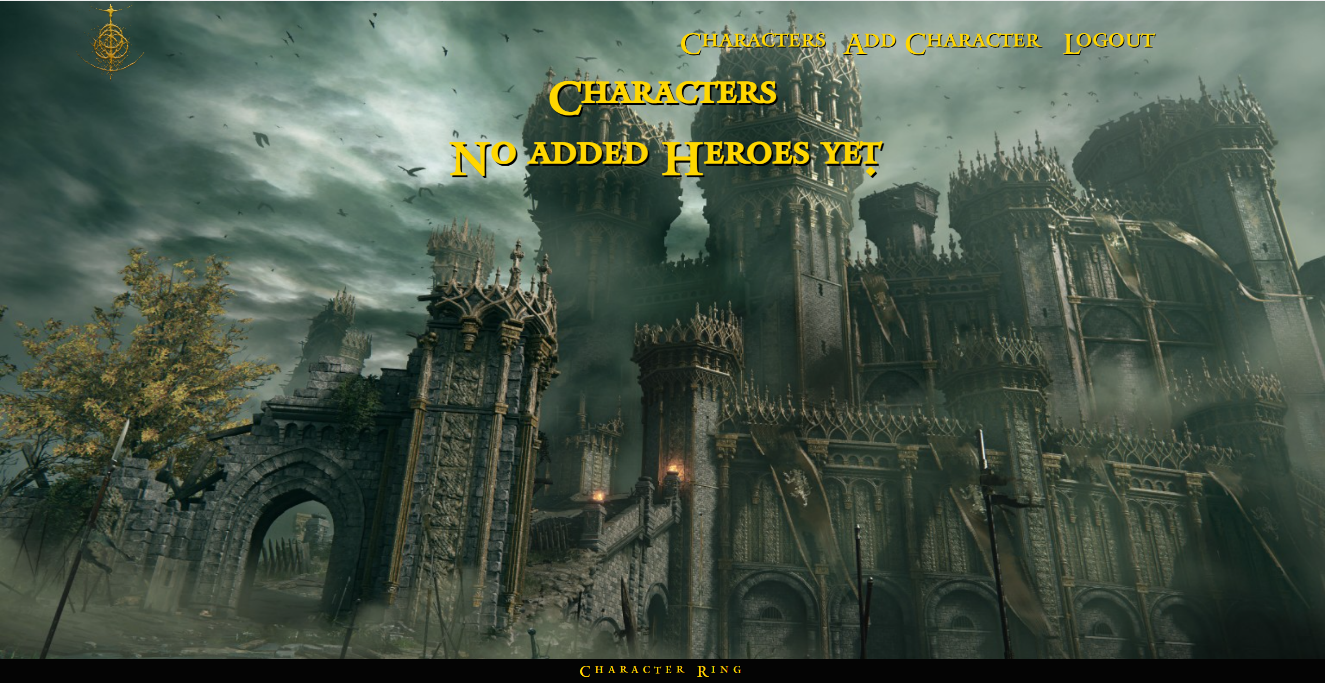 Characters Add Character Logout
Characters
No added Heroes yet.
Character Ring